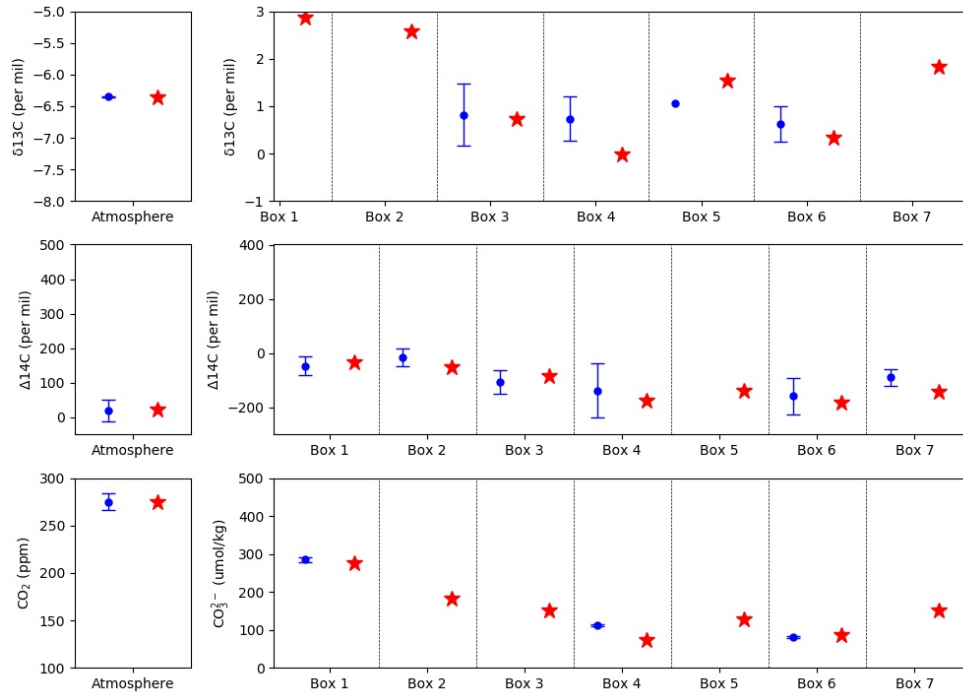 δ13C (per mil)
−5.0
−5.5
−6.0
−6.5
−7.0
−7.5
−8.0
Atmosphere
δ13C (per mil)
3
2
1
0
−1
Box 1 Box 2 Box 3 Box 4 Box 5 Box 6 Box 7
Δ14C (per mil)
500
400
300
200
100
0
Atmosphere
Δ14C (per mil)
400
200
0
−200
Box 1 Box 2 Box 3 Box 4 Box 5 Box 6 Box 7
CO₂ (ppm)
300
250
200
150
100
Atmosphere
CO₃²⁻ (umol/kg)
500
400
300
200
100
0
Box 1 Box 2 Box 3 Box 4 Box 5 Box 6 Box 7